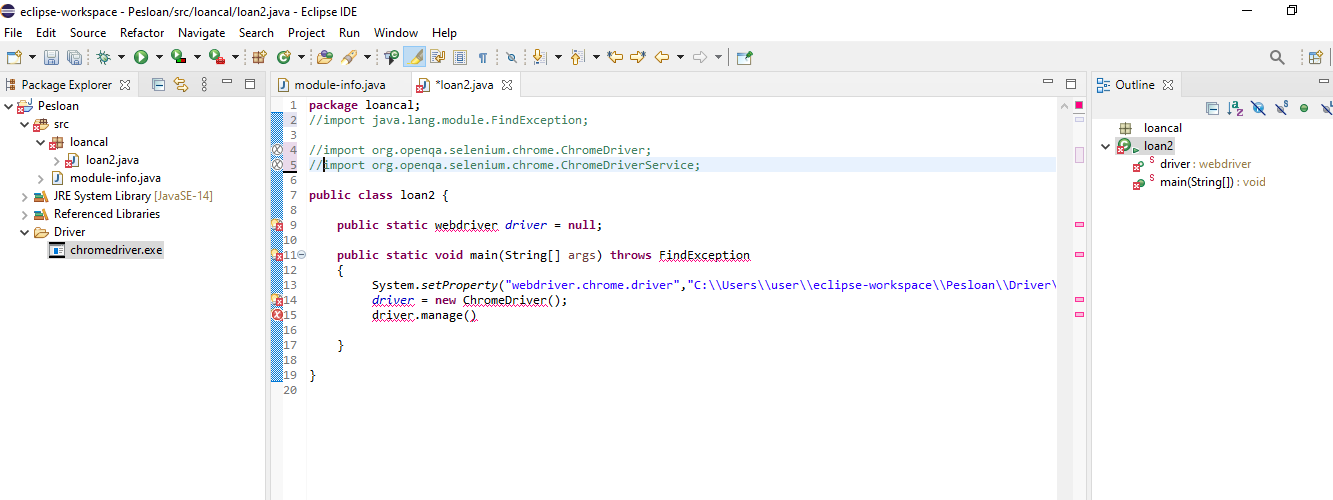 eclipse-workspace - Pesloan/src/loancal/loan2.java - Eclipse IDE
File Edit Source Refactor Navigate Search Project Run Window Help
Package Explorer
Pesloan
src
loancal
loan2.java
module-info.java
JRE System Library [JavaSE-14]
Referenced Libraries
Driver
chromedriver.exe
module-info.java
*loan2.java
1 package loancal;
2 //import java.lang.module.FindException;
3
4 //import org.openqa.selenium.chrome.ChromeDriver;
5 //import org.openqa.selenium.chrome.ChromeDriverService;
6
7 public class loan2 {
8
9 public static webdriver driver = null;
10
11 public static void main(String[] args) throws FindException
12 {
13 System.setProperty("webdriver.chrome.driver","C:\\Users\\user\\eclipse-workspace\\Pesloan\\Driver\
14 driver = new ChromeDriver();
15 driver.manage()
16
17 }
18
19 }
20
Outline
loancal
loan2
driver : webdriver
main(String[]) : void